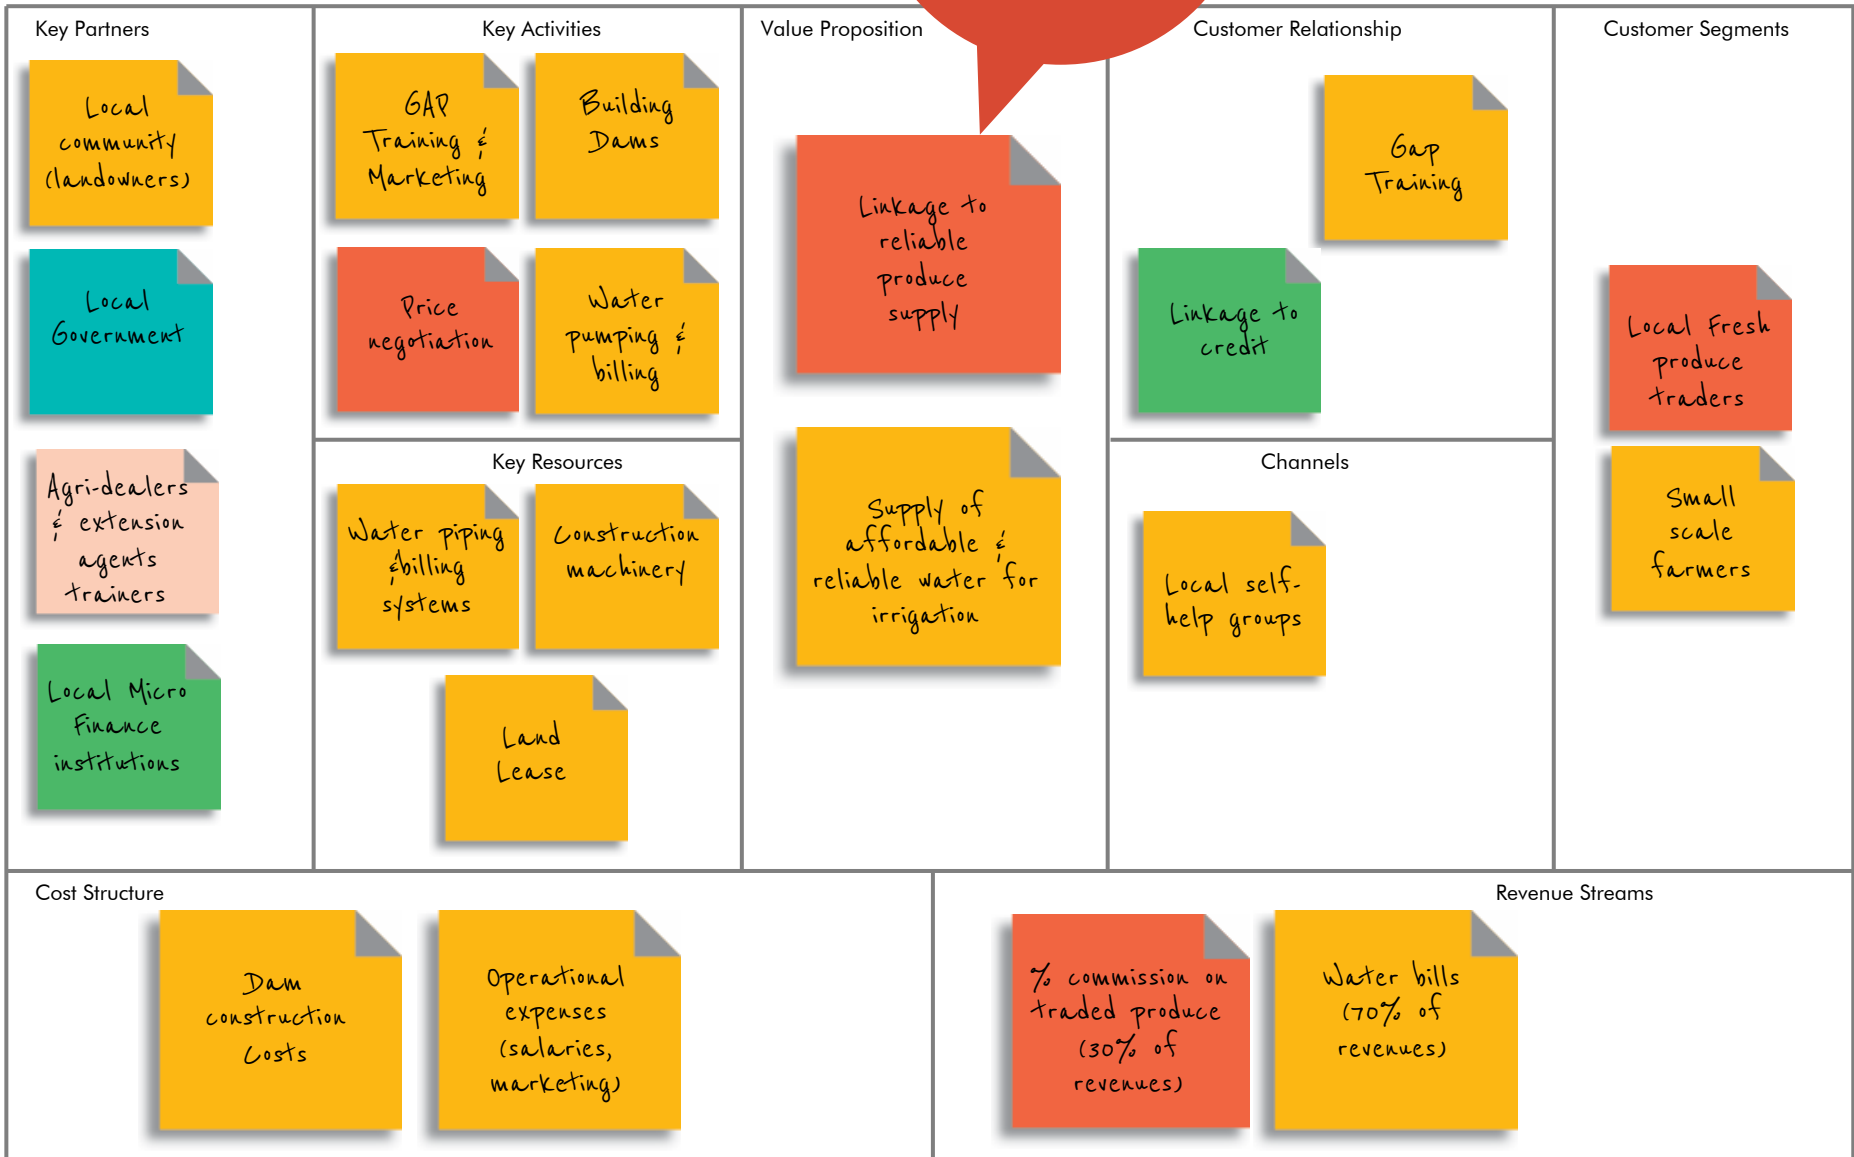 Key Partners
Local
community
(landowners)
Local
Government
Agri-dealers
& extension
agents
trainers
Local Micro
Finance
institutions
Key Activities
GAP
Training &
Marketing
Building
Dams
Price
negotiation
Water
pumping &
billing
Key Resources
Water piping
&billing
systems
Construction
machinery
Land
Lease
Value Proposition
Linkage to
reliable
produce
supply
Supply of
affordable &
reliable water for
irrigation
Customer Relationship
Gap
Training
Linkage to
credit
Channels
Local self-
help groups
Customer Segments
Local Fresh
produce
traders
Small
scale
farmers
Cost Structure
Dam
construction
Costs
Operational
expenses
(salaries,
marketing)
Revenue Streams
% commission on
traded produce
(30% of
revenues)
Water bills
(70% of
revenues)